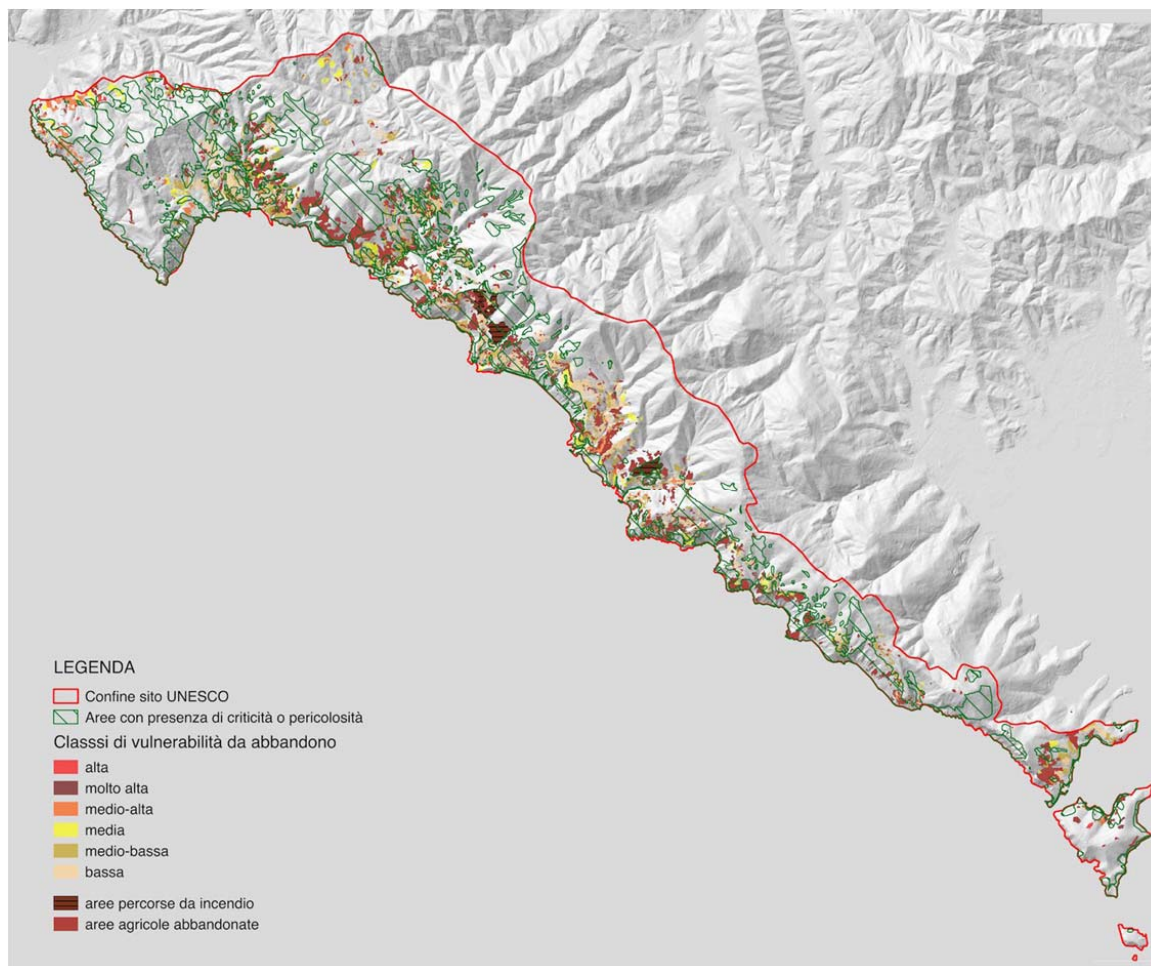 LEGENDA
Confine sito UNESCO
Aree con presenza di criticità o pericolosità
Classsi di vulnerabilità da abbandono
alta
molto alta
medio-alta
media
medio-bassa
bassa
aree percorse da incendio
aree agricole abbandonate